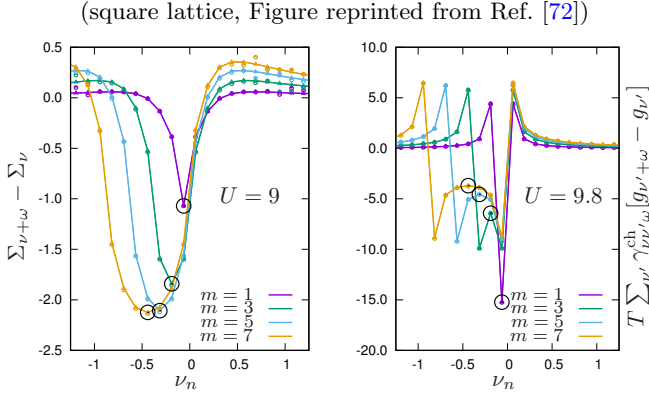 (square lattice, Figure reprinted from Ref. [72])
Σν+ω − Σν
0.5
0.0
-0.5
-1.0
-1.5
-2.0
-2.5
U = 9
m = 1
m = 3
m = 5
m = 7
-1
-0.5
0
0.5
1
νn
10.0
5.0
0.0
-5.0
-10.0
-15.0
-20.0
U = 9.8
m = 1
m = 3
m = 5
m = 7
-1
-0.5
0
0.5
1
νn
T ∑ν′ γchνν′ω[gν′+ω − gν′]